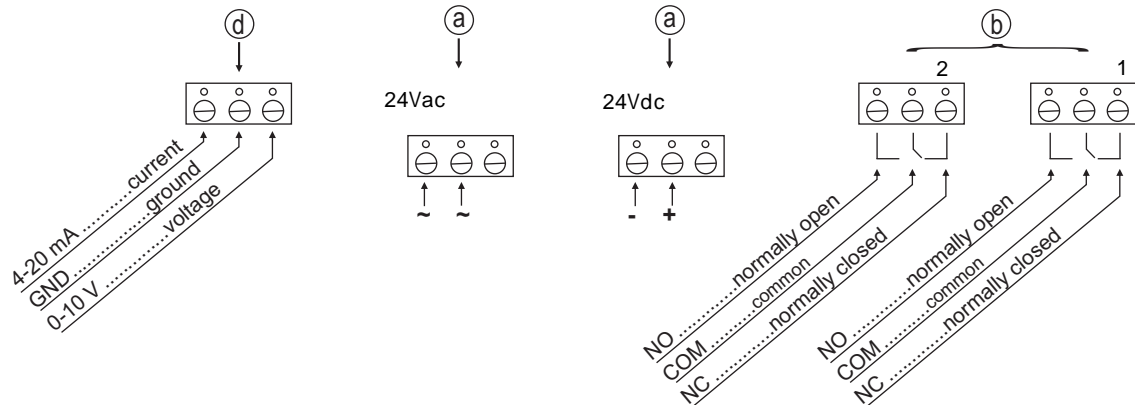 d
a
a
b
24Vac
24Vdc
2
1
~ ~
- +
4-20 mA .........current
GND .........ground
0-10 V .........voltage
NO .........normally open
COM .........common
NC .........normally closed
NO .........normally open
COM .........common
NC .........normally closed